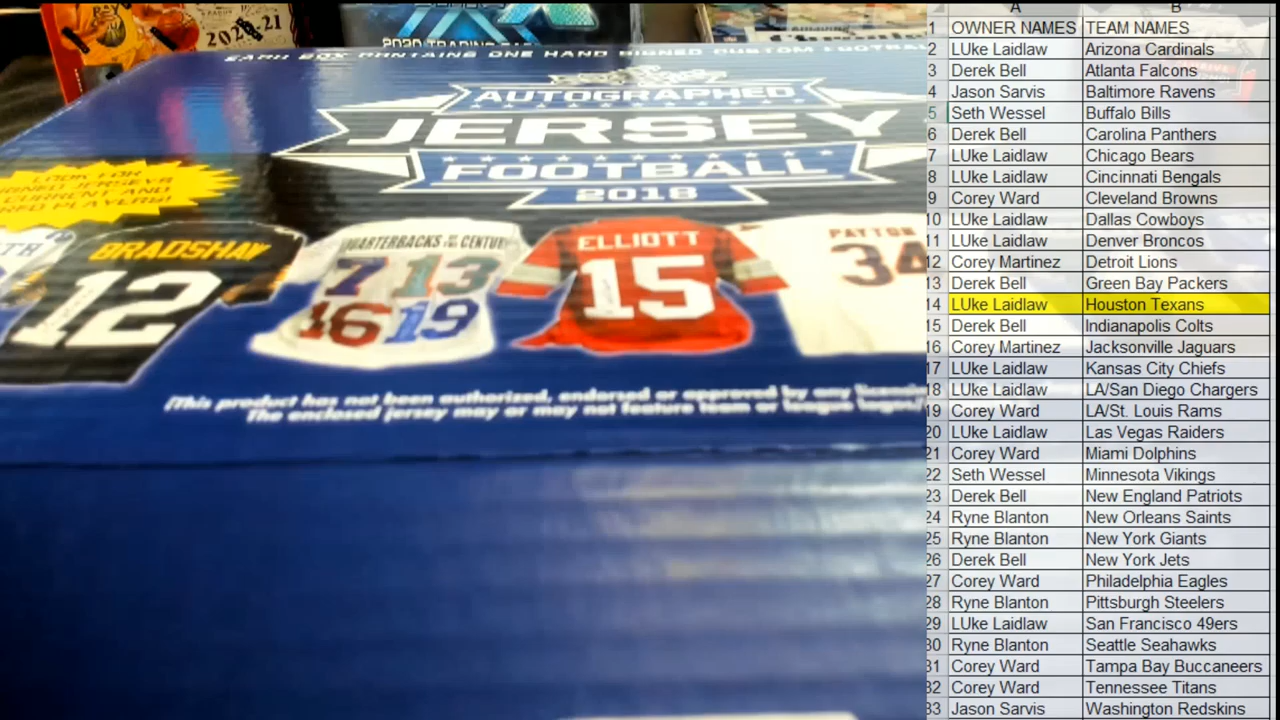 2020-21
2020 TRADING
EACH BOX CONTAINS ONE HAND SIGNED CUSTOM FOOTBALL
AUTOGRAPHED
JERSEY
FOOTBALL
2018
LOOK FOR
SIGNED JERSEYS
CURRENT AND
PLAYERS!
BRADSHAW
12
QUARTERBACKS OF THE CENTURY
7 13
16 19
ELLIOTT
15
PAYTON
34
(This product has not been authorized, endorsed or approved by any
The enclosed jersey may or may not feature team or league logos)
A B
1 OWNER NAMES TEAM NAMES
2 LUke Laidlaw Arizona Cardinals
3 Derek Bell Atlanta Falcons
4 Jason Sarvis Baltimore Ravens
5 Seth Wessel Buffalo Bills
6 Derek Bell Carolina Panthers
7 LUke Laidlaw Chicago Bears
8 LUke Laidlaw Cincinnati Bengals
9 Corey Ward Cleveland Browns
10 LUke Laidlaw Dallas Cowboys
11 LUke Laidlaw Denver Broncos
12 Corey Martinez Detroit Lions
13 Derek Bell Green Bay Packers
14 LUke Laidlaw Houston Texans
15 Derek Bell Indianapolis Colts
16 Corey Martinez Jacksonville Jaguars
17 LUke Laidlaw Kansas City Chiefs
18 LUke Laidlaw LA/San Diego Chargers
19 Corey Ward LA/St. Louis Rams
20 LUke Laidlaw Las Vegas Raiders
21 Corey Ward Miami Dolphins
22 Seth Wessel Minnesota Vikings
23 Derek Bell New England Patriots
24 Ryne Blanton New Orleans Saints
25 Ryne Blanton New York Giants
26 Derek Bell New York Jets
27 Corey Ward Philadelphia Eagles
28 Ryne Blanton Pittsburgh Steelers
29 LUke Laidlaw San Francisco 49ers
30 Ryne Blanton Seattle Seahawks
31 Corey Ward Tampa Bay Buccaneers
32 Corey Ward Tennessee Titans
33 Jason Sarvis Washington Redskins